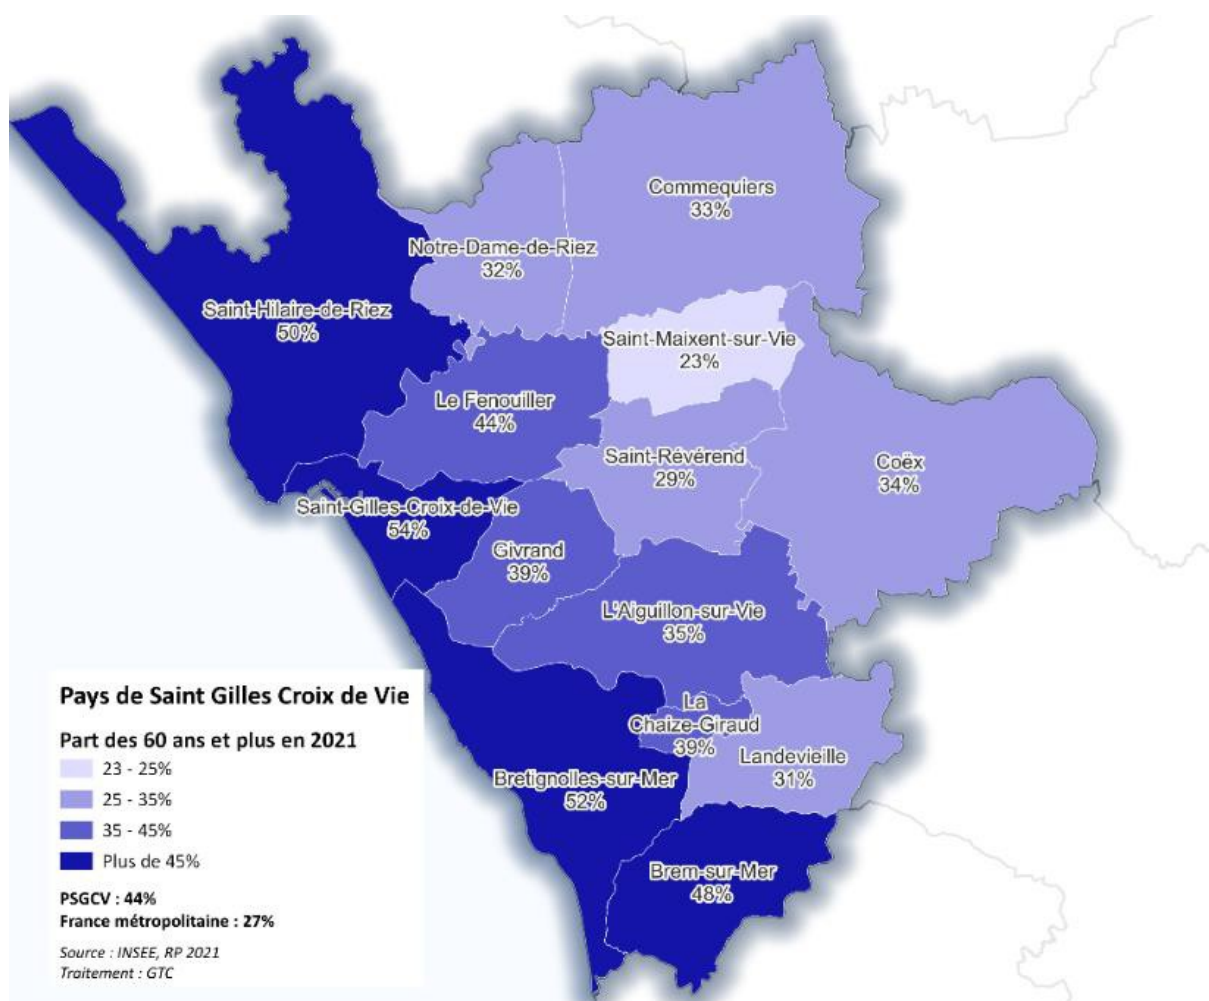 Commequiers
33%
Notre-Dame-de-Riez
32%
Saint-Hilaire-de-Riez
50%
Saint-Maixent-sur-Vie
23%
Le Fenouiller
44%
Saint-Révérend
29%
Coëx
34%
Saint-Gilles-Croix-de-Vie
54%
Givrand
39%
L'Aiguillon-sur-Vie
35%
La
Chaize-Giraud
39%
Landevieille
31%
Bretignolles-sur-Mer
52%
Brem-sur-Mer
48%
Pays de Saint Gilles Croix de Vie
Part des 60 ans et plus en 2021
23 - 25%
25 - 35%
35 - 45%
Plus de 45%
PSGCV : 44%
France métropolitaine : 27%
Source : INSEE, RP 2021
Traitement : GTC